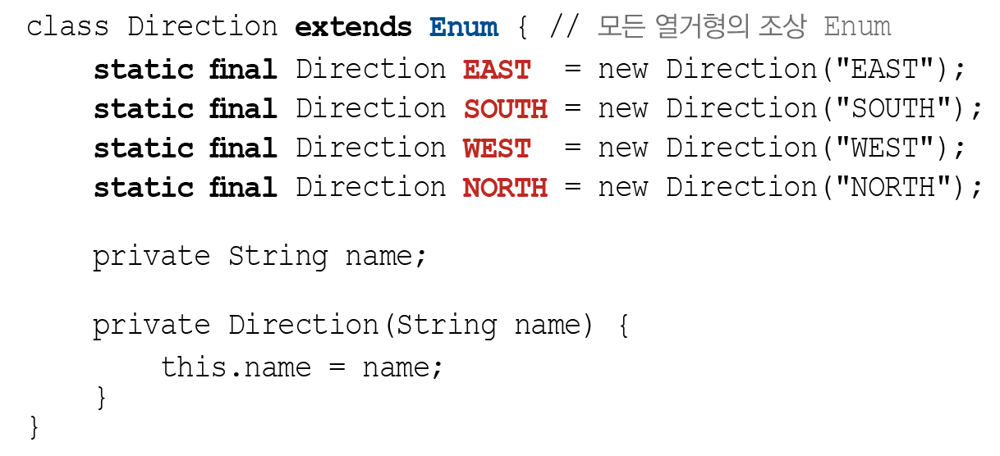 class Direction extends Enum { // 모든 열거형의 조상 Enum
    static final Direction EAST  = new Direction("EAST");
    static final Direction SOUTH = new Direction("SOUTH");
    static final Direction WEST  = new Direction("WEST");
    static final Direction NORTH = new Direction("NORTH");
    private String name;
    private Direction(String name) {
        this.name = name;
    }
}